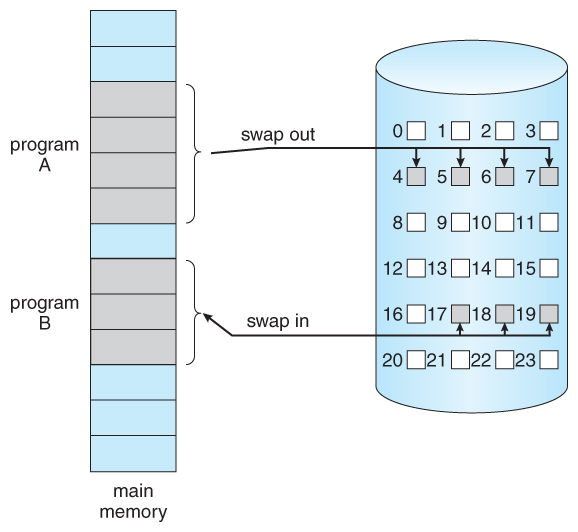 program
A
program
B
main
memory
swap out
swap in
0 1 2 3
4 5 6 7
8 9 10 11
12 13 14 15
16 17 18 19
20 21 22 23